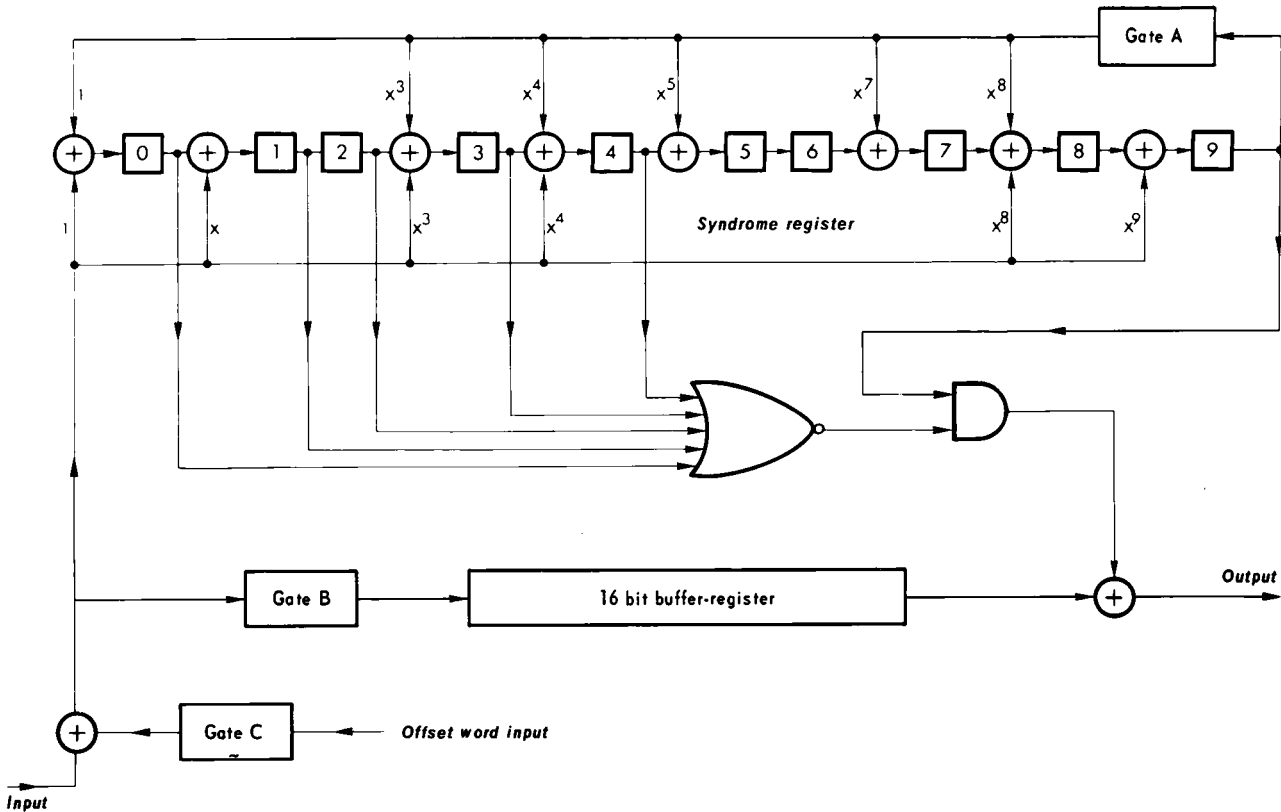 Gate A
1 x³ x⁴ x⁵ x⁷ x⁸
0 1 2 3 4 5 6 7 8 9
1 x x³ x⁴ Syndrome register x⁸ x⁹
Output
Gate B 16 bit buffer-register
Gate C Offset word input
~
Input